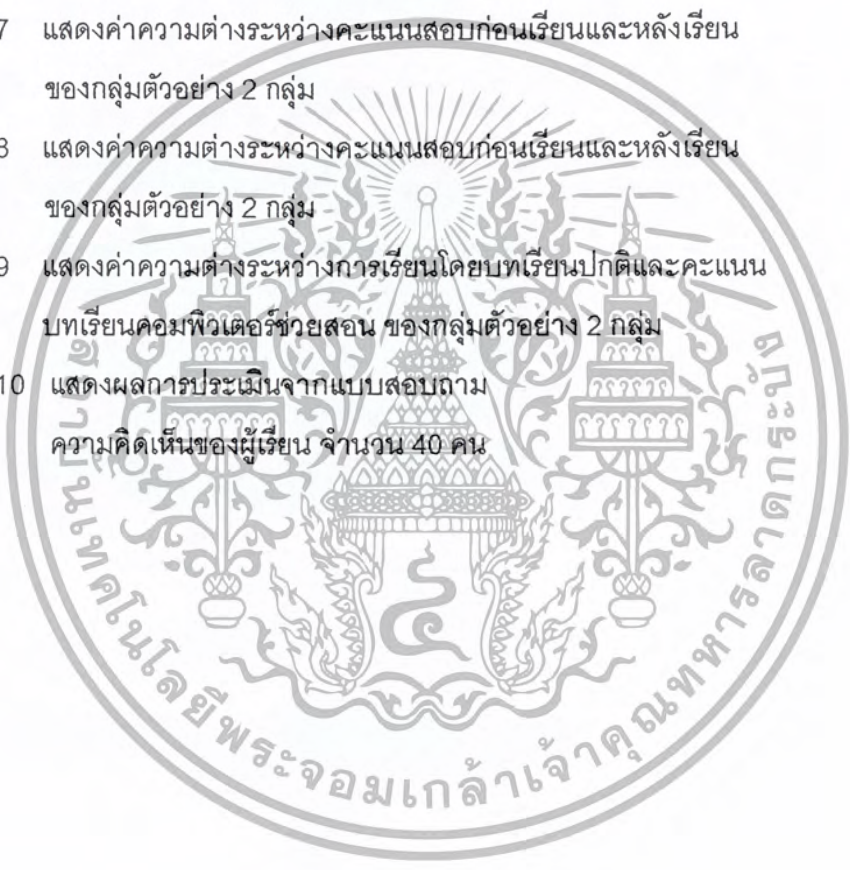 7 แสดงค่าความต่างระหว่างคะแนนสอบก่อนเรียนและหลังเรียน
ของกลุ่มตัวอย่าง 2 กลุ่ม
8 แสดงค่าความต่างระหว่างคะแนนสอบก่อนเรียนและหลังเรียน
ของกลุ่มตัวอย่าง 2 กลุ่ม
9 แสดงค่าความต่างระหว่างการเรียนโดยบทเรียนปกติและคะแนน
บทเรียนคอมพิวเตอร์ช่วยสอน ของกลุ่มตัวอย่าง 2 กลุ่ม
10 แสดงผลการประเมินจากแบบสอบถาม
ความคิดเห็นของผู้เรียน จำนวน 40 คน
สถาบันเทคโนโลยีพระจอมเกล้าเจ้าคุณทหารลาดกระบัง